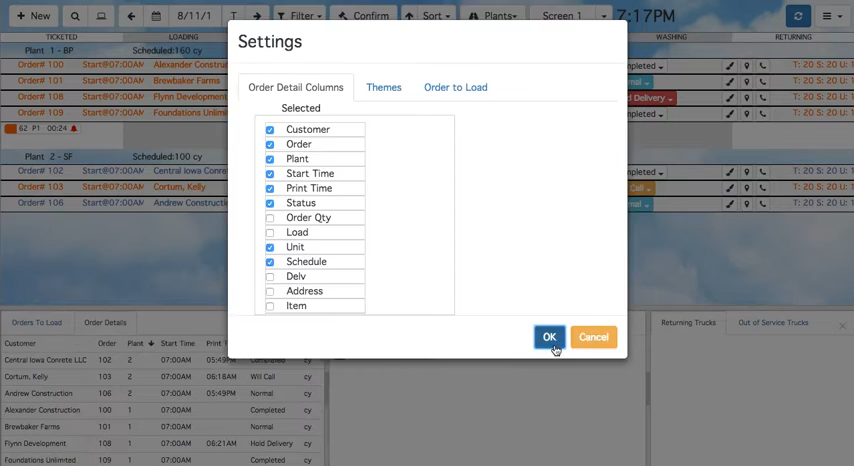 + New 8/11/1 T Filter Confirm Sort Plants Screen 1 7:17PM
TICKETED LOADING WASHING RETURNING
Plant 1 - BP Scheduled:160 cy
Order# 100 Start@07:00AM Alexander Construction mpleted T: 20 S: U: 1
Order# 101 Start@07:00AM Brewbaker Farms mal T: 20 S: 20 U:
Order# 108 Start@07:00AM Flynn Development d Delivery T: 20 S: 20 U:
Order# 109 Start@07:00AM Foundations Unlimited mpleted T: 20 S: 20 U:
62 P1 00:24
Plant 2 - SF Scheduled:100 cy
Order# 102 Start@07:00AM Central Iowa Conrete mpleted T: 20 S: 20 U:
Order# 103 Start@07:00AM Cortum, Kelly Call T: 20 S: 20 U:
Order# 106 Start@07:00AM Andrew Constructio mal T: 20 S: 20 U:
Settings
Order Detail Columns Themes Order to Load
Selected
Customer
Order
Plant
Start Time
Print Time
Status
Order Qty
Load
Unit
Schedule
Delv
Address
Item
OK Cancel
Orders To Load Order Details Returning Trucks Out of Service Trucks
Customer Order Plant Start Time Print
Central Iowa Conrete LLC 102 2 07:00AM 05:49P Completed cy
Cortum, Kelly 103 2 07:00AM 06:18AM Will Call cy
Andrew Construction 106 2 07:00AM 05:49PM Normal cy
Alexander Construction 100 1 07:00AM Completed cy
Brewbaker Farms 101 1 07:00AM Normal cy
Flynn Development 108 1 07:00AM 06:21AM Hold Delivery cy
Foundations Unlimited 109 1 07:00AM Completed cy